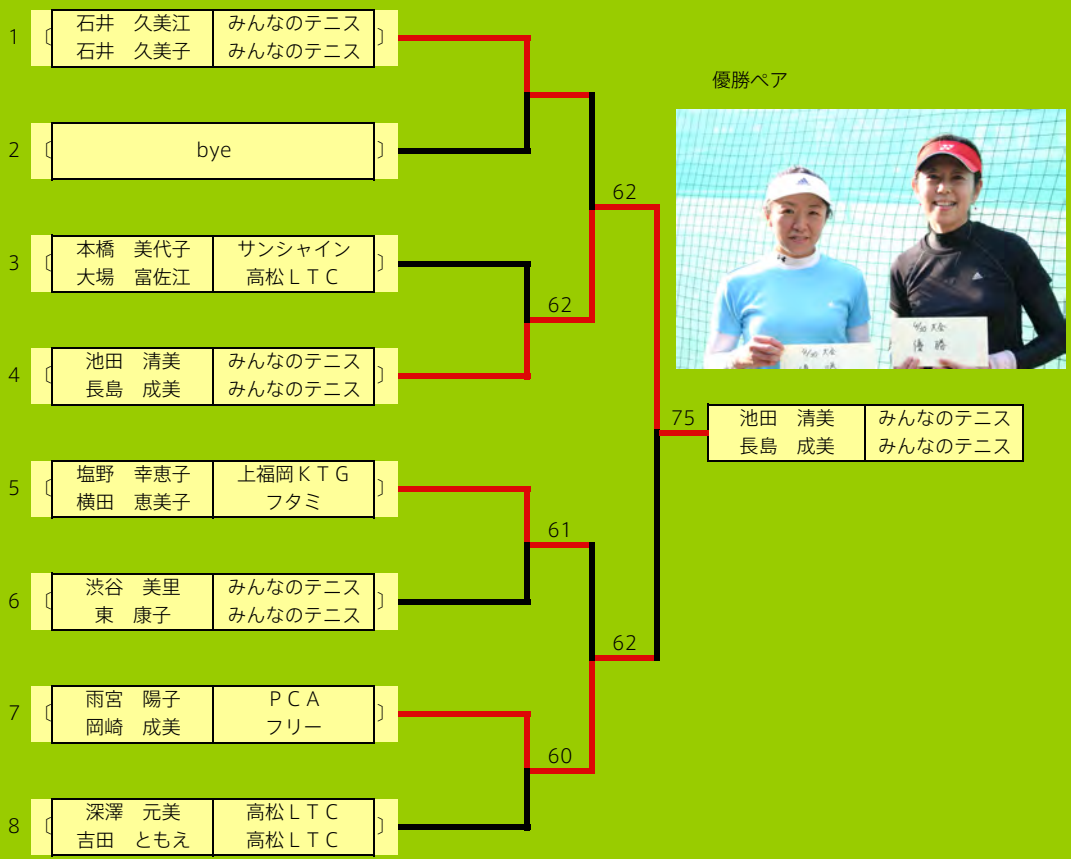 1
〔
石井　久美江
みんなのテニス
石井　久美子
みんなのテニス
〕
優勝ペア
2
〔
bye
〕
62
3
〔
本橋　美代子
サンシャイン
大場　富佐江
高松ＬＴＣ
〕
62
4
〔
池田　清美
みんなのテニス
長島　成美
みんなのテニス
〕
優 勝
75
池田　清美
みんなのテニス
長島　成美
みんなのテニス
5
〔
塩野　幸恵子
上福岡ＫＴＧ
横田　恵美子
フタミ
〕
61
6
〔
渋谷　美里
みんなのテニス
東　康子
みんなのテニス
〕
62
7
〔
雨宮　陽子
ＰＣＡ
岡崎　成美
フリー
〕
60
8
〔
深澤　元美
高松ＬＴＣ
吉田　ともえ
高松ＬＴＣ
〕